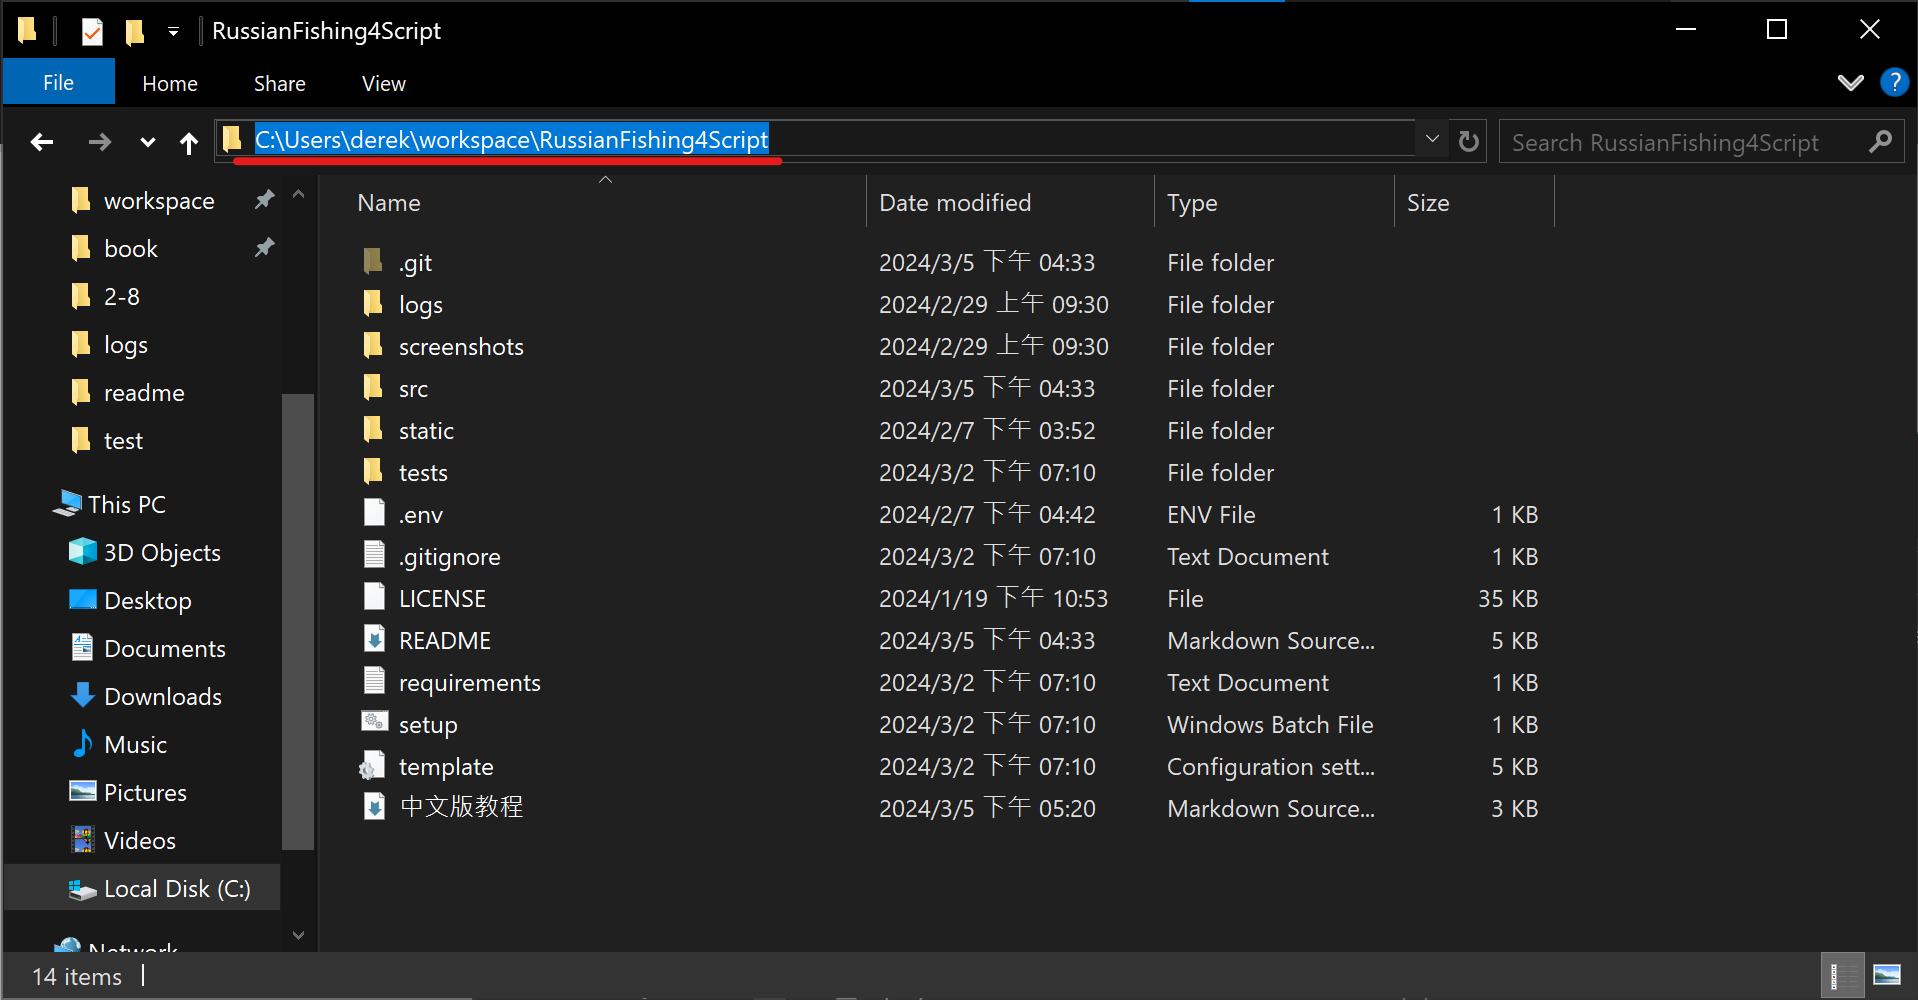 RussianFishing4Script
File Home Share View ?
C:\Users\derek\workspace\RussianFishing4Script Search RussianFishing4Script
workspace
book
2-8
logs
readme
test
This PC
3D Objects
Desktop
Documents
Downloads
Music
Pictures
Videos
Local Disk (C:)
Network
Name Date modified Type Size
.git 2024/3/5 下午 04:33 File folder
logs 2024/2/29 上午 09:30 File folder
screenshots 2024/2/29 上午 09:30 File folder
src 2024/3/5 下午 04:33 File folder
static 2024/2/7 下午 03:52 File folder
tests 2024/3/2 下午 07:10 File folder
.env 2024/2/7 下午 04:42 ENV File 1 KB
.gitignore 2024/3/2 下午 07:10 Text Document 1 KB
LICENSE 2024/1/19 下午 10:53 File 35 KB
README 2024/3/5 下午 04:33 Markdown Source... 5 KB
requirements 2024/3/2 下午 07:10 Text Document 1 KB
setup 2024/3/2 下午 07:10 Windows Batch File 1 KB
template 2024/3/2 下午 07:10 Configuration sett... 5 KB
中文版教程 2024/3/5 下午 05:20 Markdown Source... 3 KB
14 items